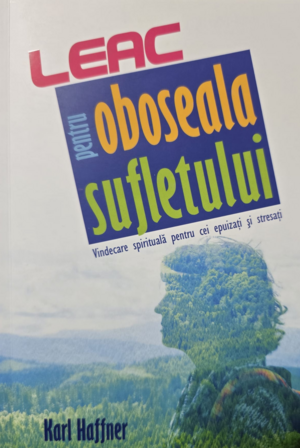 LEAC
pentru
oboseala
sufletului
Vindecare spirituală pentru cei epuizați și stresați
Karl Haffner